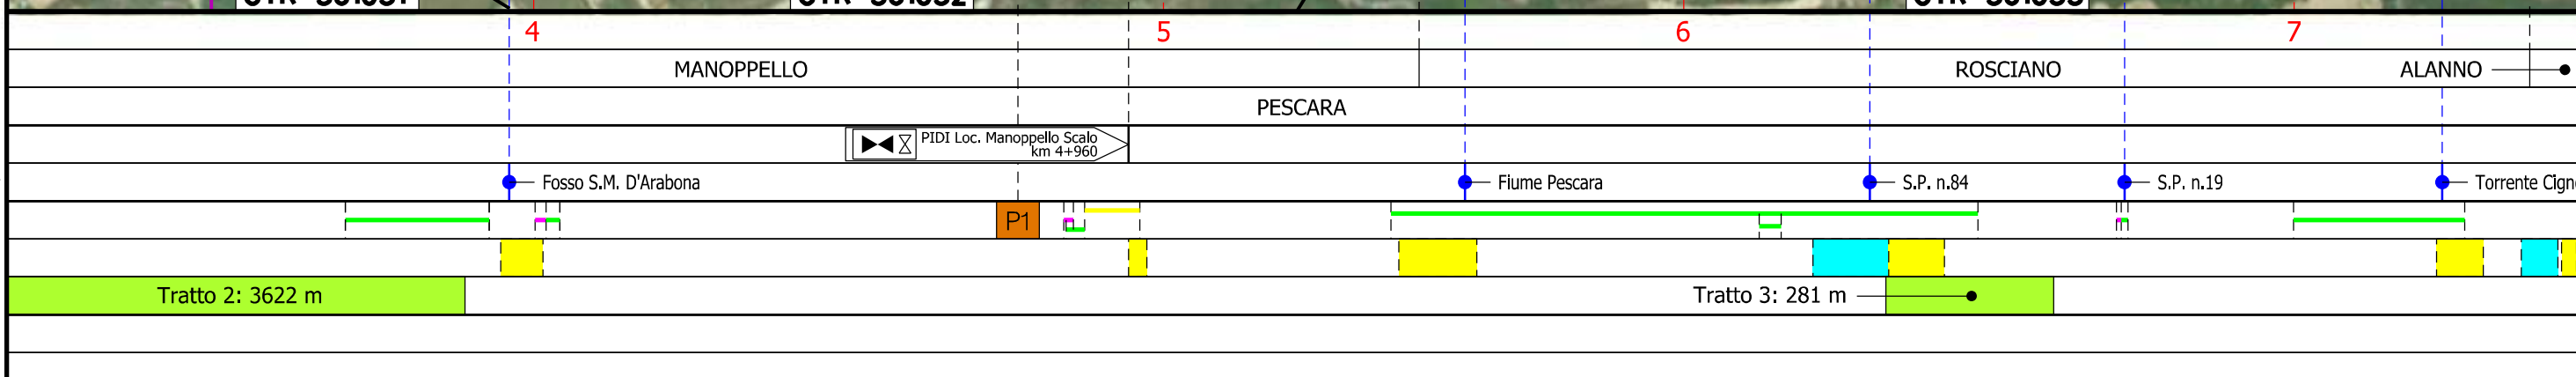 4 5 6 7
MANOPPELLO ROSCIANO ALANNO
PESCARA
PIDI Loc. Manoppello Scalo
km 4+960
Fosso S.M. D'Arabona Fiume Pescara S.P. n.84 S.P. n.19 Torrente
P1
Tratto 2: 3622 m Tratto 3: 281 m